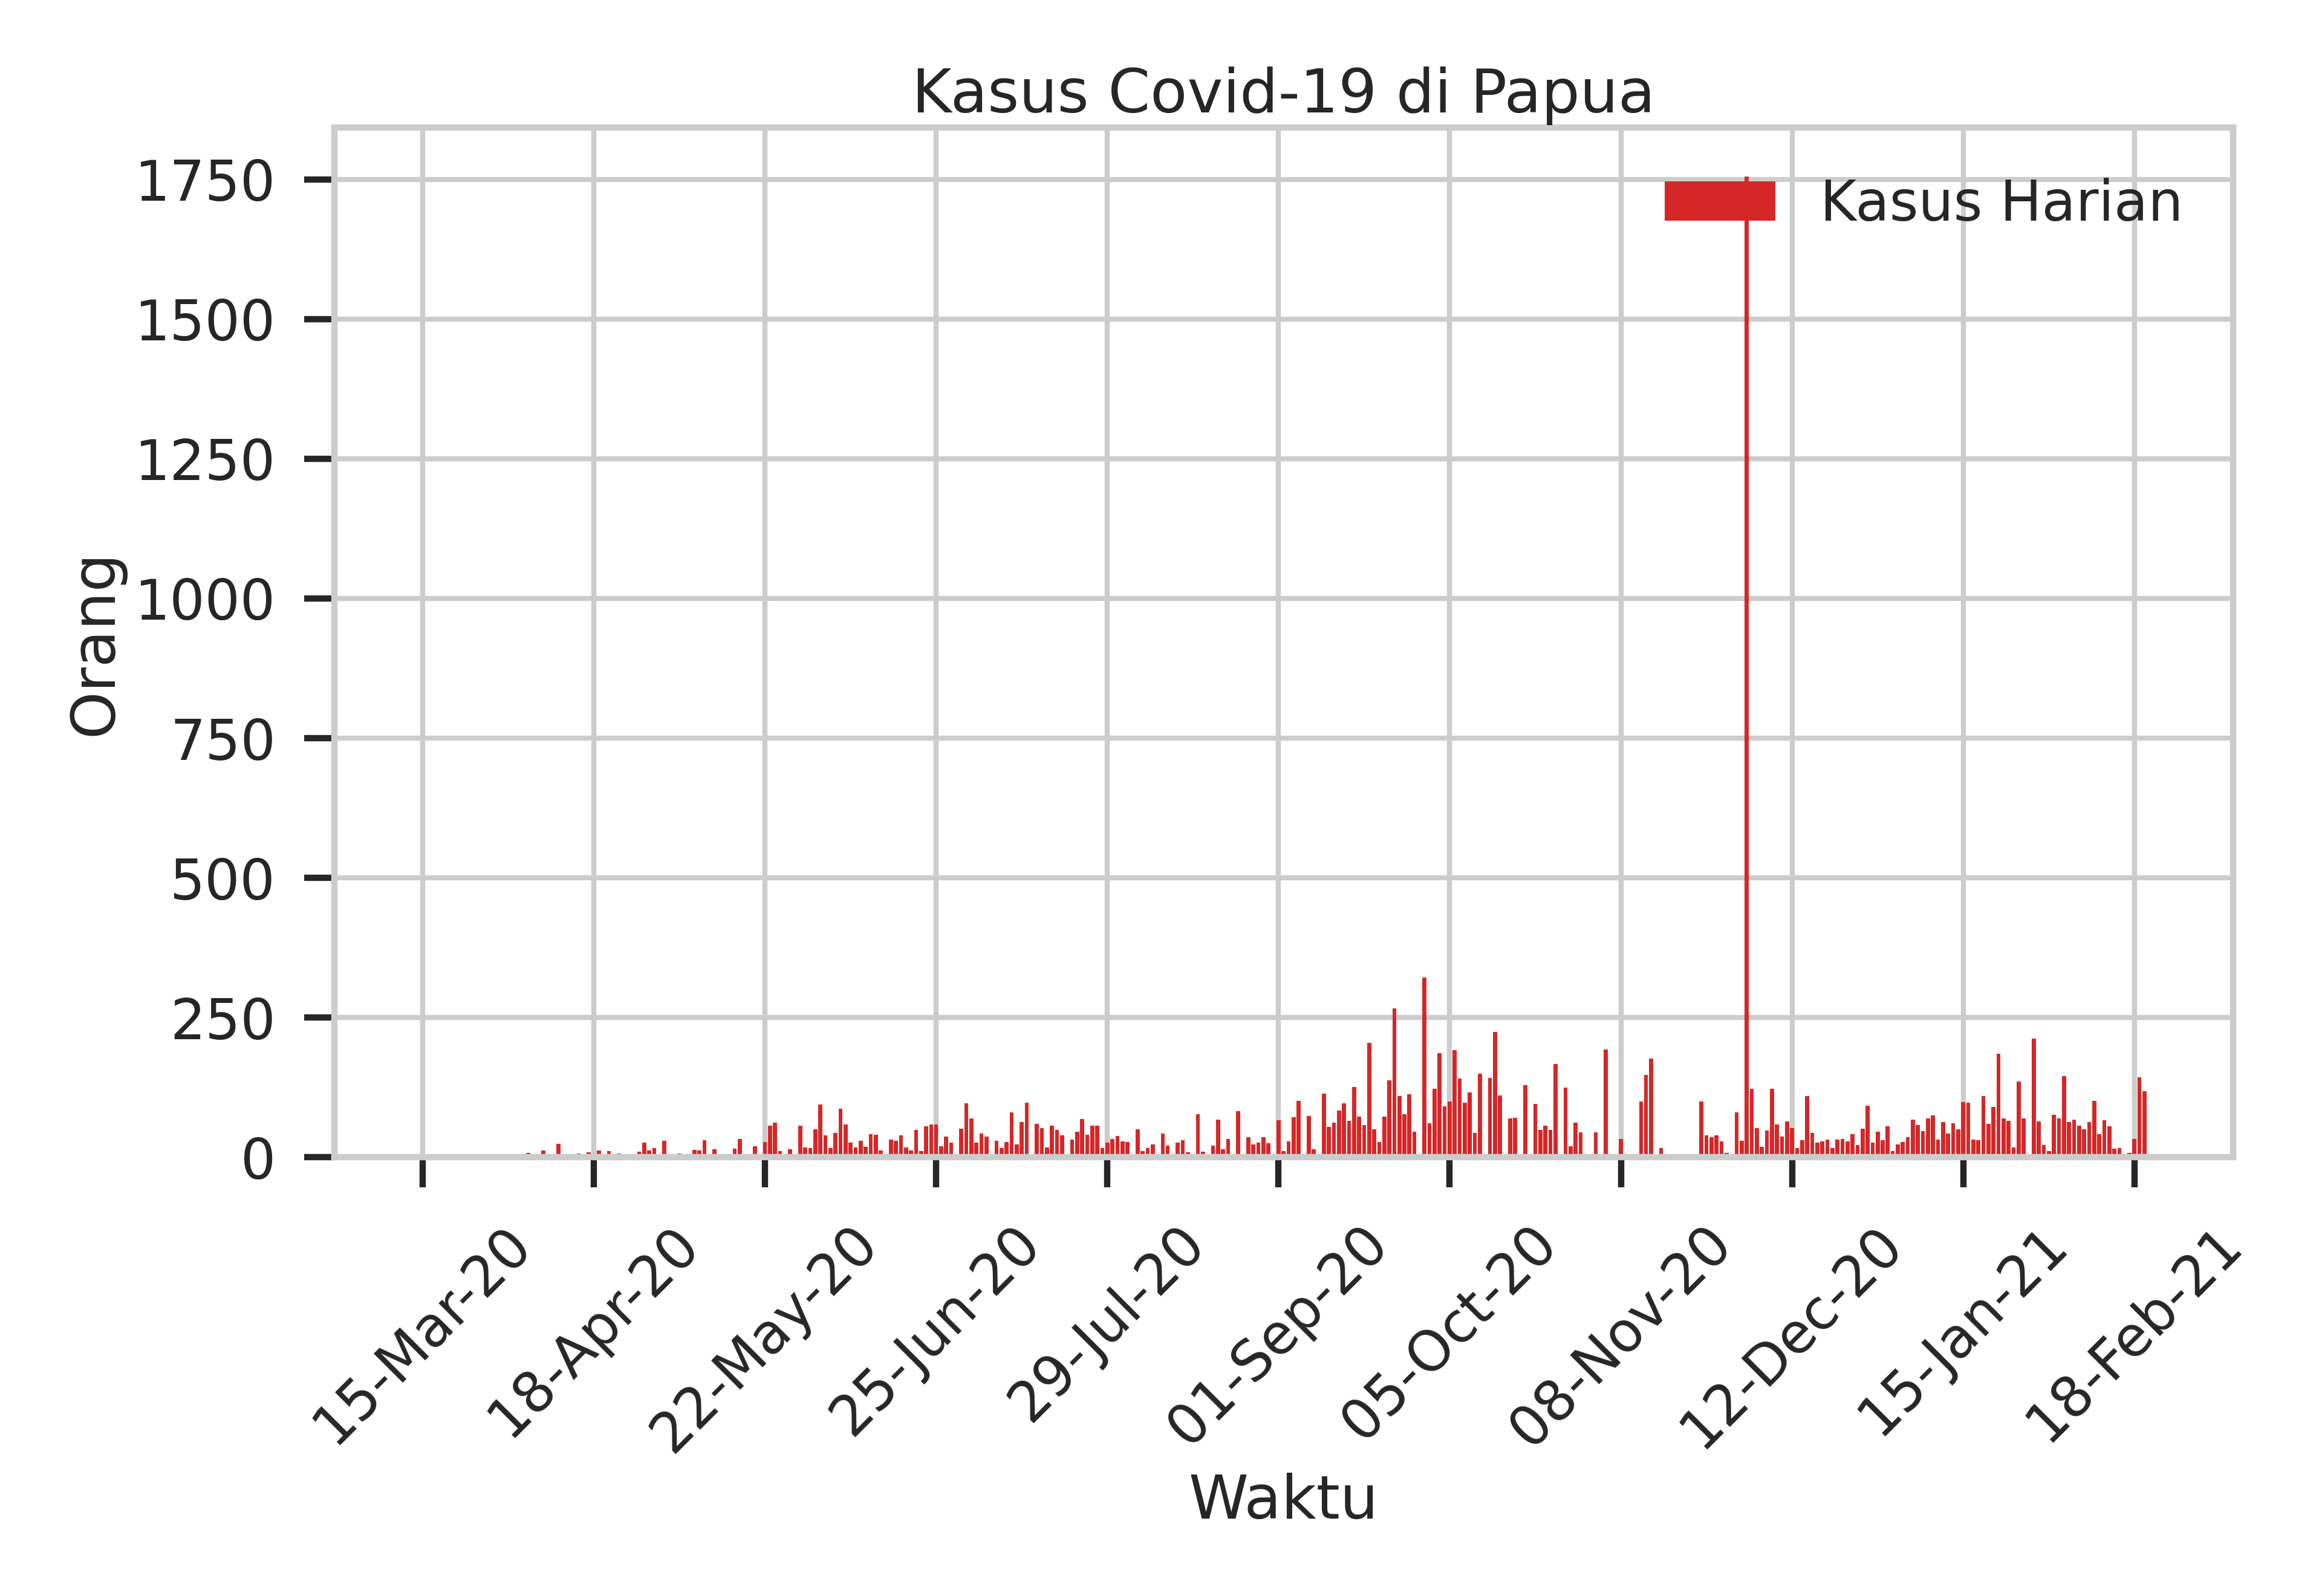 Kasus Covid-19 di Papua
Kasus Harian
Orang
1750
1500
1250
1000
750
500
250
0
15-Mar-20
18-Apr-20
22-May-20
25-Jun-20
29-Jul-20
01-Sep-20
05-Oct-20
08-Nov-20
12-Dec-20
15-Jan-21
18-Feb-21
Waktu